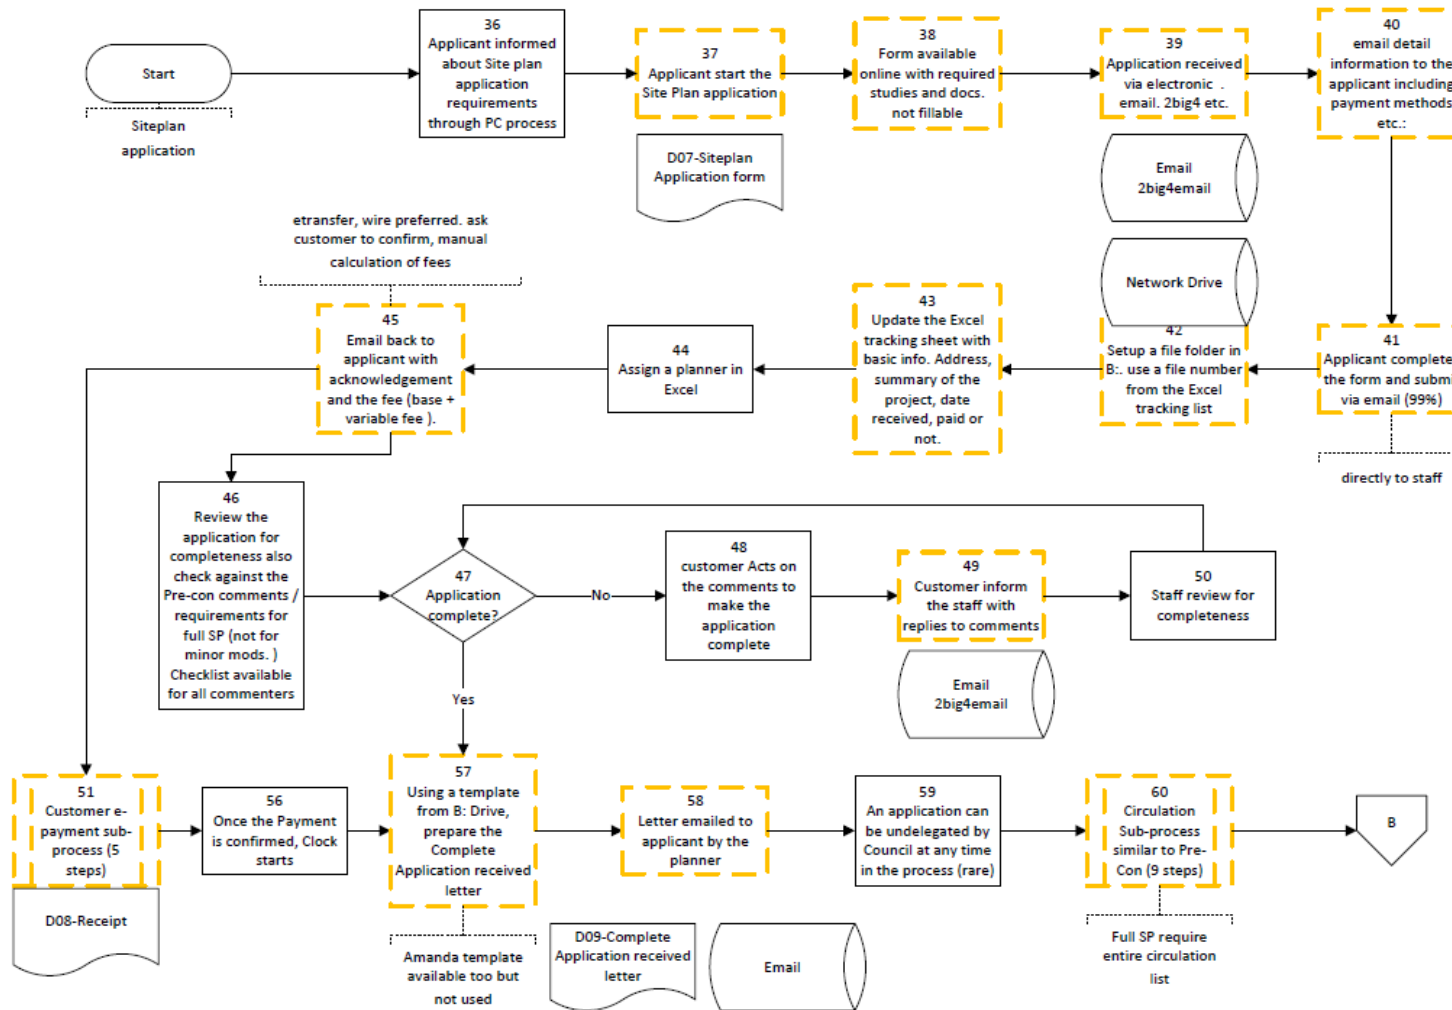 Start
Siteplan
application
36
Applicant informed
about Site plan
application
requirements
through PC process
37
Applicant start the
Site Plan application
38
Form available
online with required
studies and docs.
not fillable
39
Application received
via electronic .
email. 2big4 etc.
40
email detail
information to the
applicant including
payment methods
etc.:
D07-Siteplan
Application form
Email
2big4email
etransfer, wire preferred. ask
customer to confirm, manual
calculation of fees
Network Drive
45
Email back to
applicant with
acknowledgement
and the fee (base +
variable fee ).
44
Assign a planner in
Excel
43
Update the Excel
tracking sheet with
basic info. Address,
summary of the
project, date
received, paid or
not.
42
Setup a file folder in
B:. use a file number
from the Excel
tracking list
41
Applicant complete
the form and submi
via email (99%)
directly to staff
46
Review the
application for
completeness also
check against the
Pre-con comments /
requirements for
full SP (not for
minor mods. )
Checklist available
for all commenters
47
Application
complete?
No
48
customer Acts on
the comments to
make the
application
complete
49
Customer inform
the staff with
replies to comments
50
Staff review for
completeness
Email
2big4email
Yes
51
Customer e-
payment sub-
process (5
steps)
56
Once the Payment
is confirmed, Clock
starts
57
Using a template
from B: Drive,
prepare the
Complete
Application received
letter
58
Letter emailed to
applicant by the
planner
59
An application can
be undelegated by
Council at any time
in the process (rare)
60
Circulation
Sub-process
similar to Pre-
Con (9 steps)
B
D08-Receipt
Amanda template
available too but
not used
D09-Complete
Application received
letter
Email
Full SP require
entire circulation
list